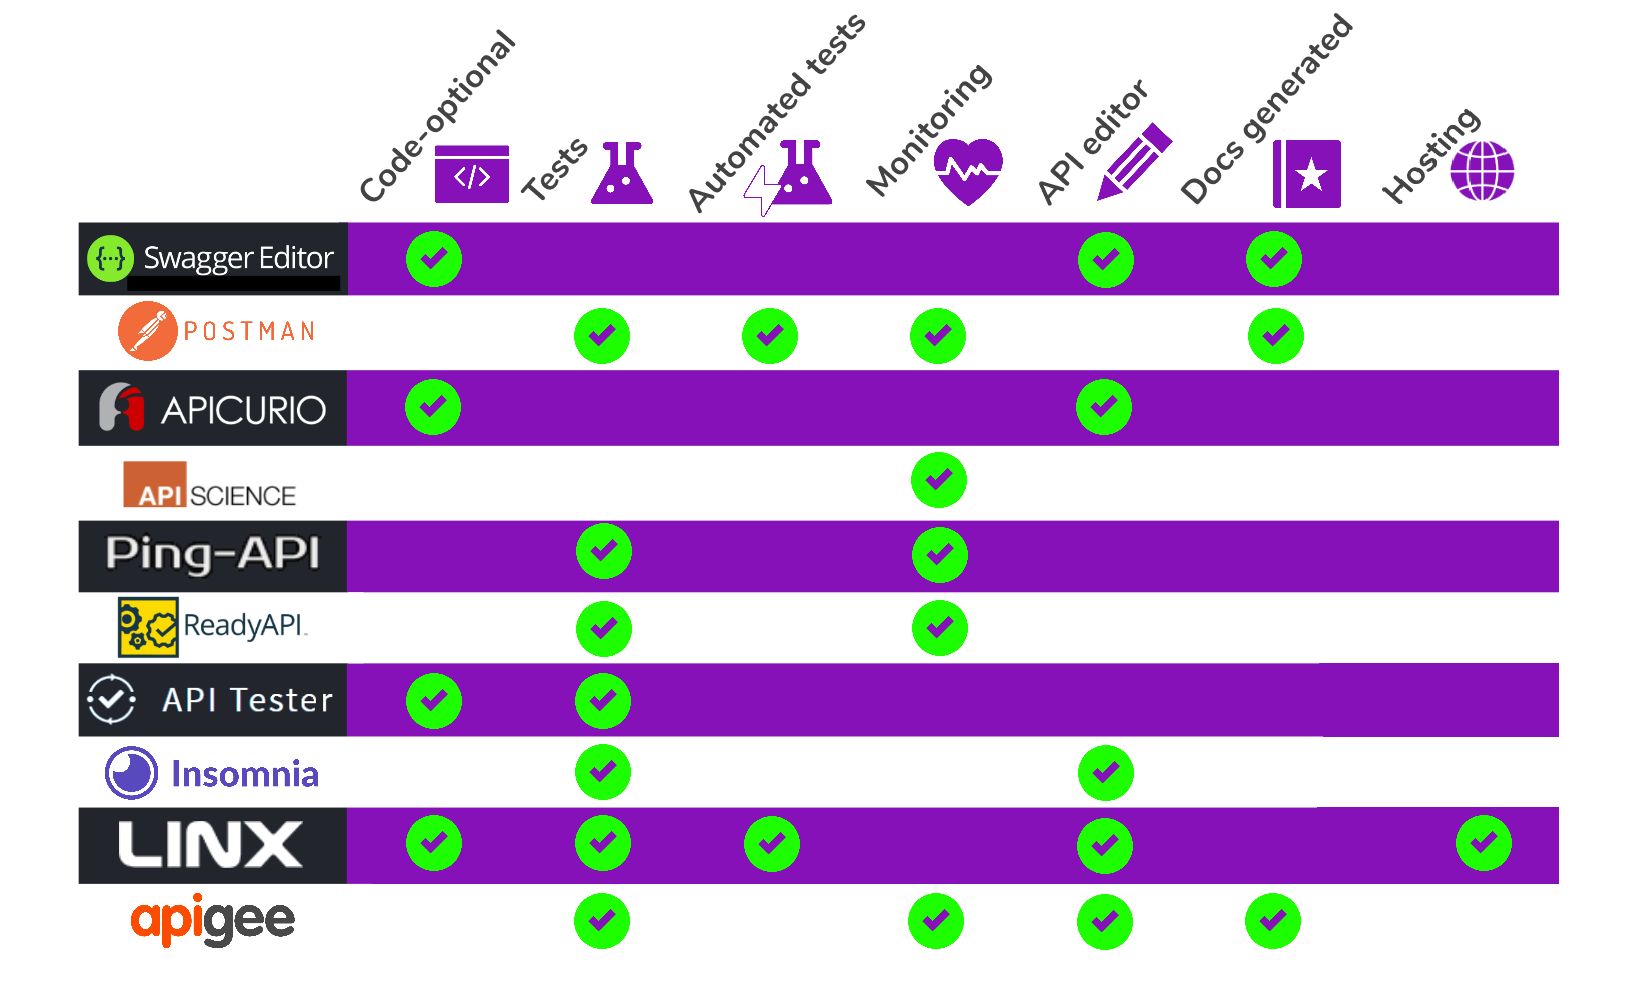 Code-optional
Tests
Automated tests
Monitoring
API editor
Docs generated
Hosting
</>
{···} Swagger Editor
POSTMAN
APICURIO
API SCIENCE
Ping-API
ReadyAPI
API Tester
Insomnia
LINX
apigee